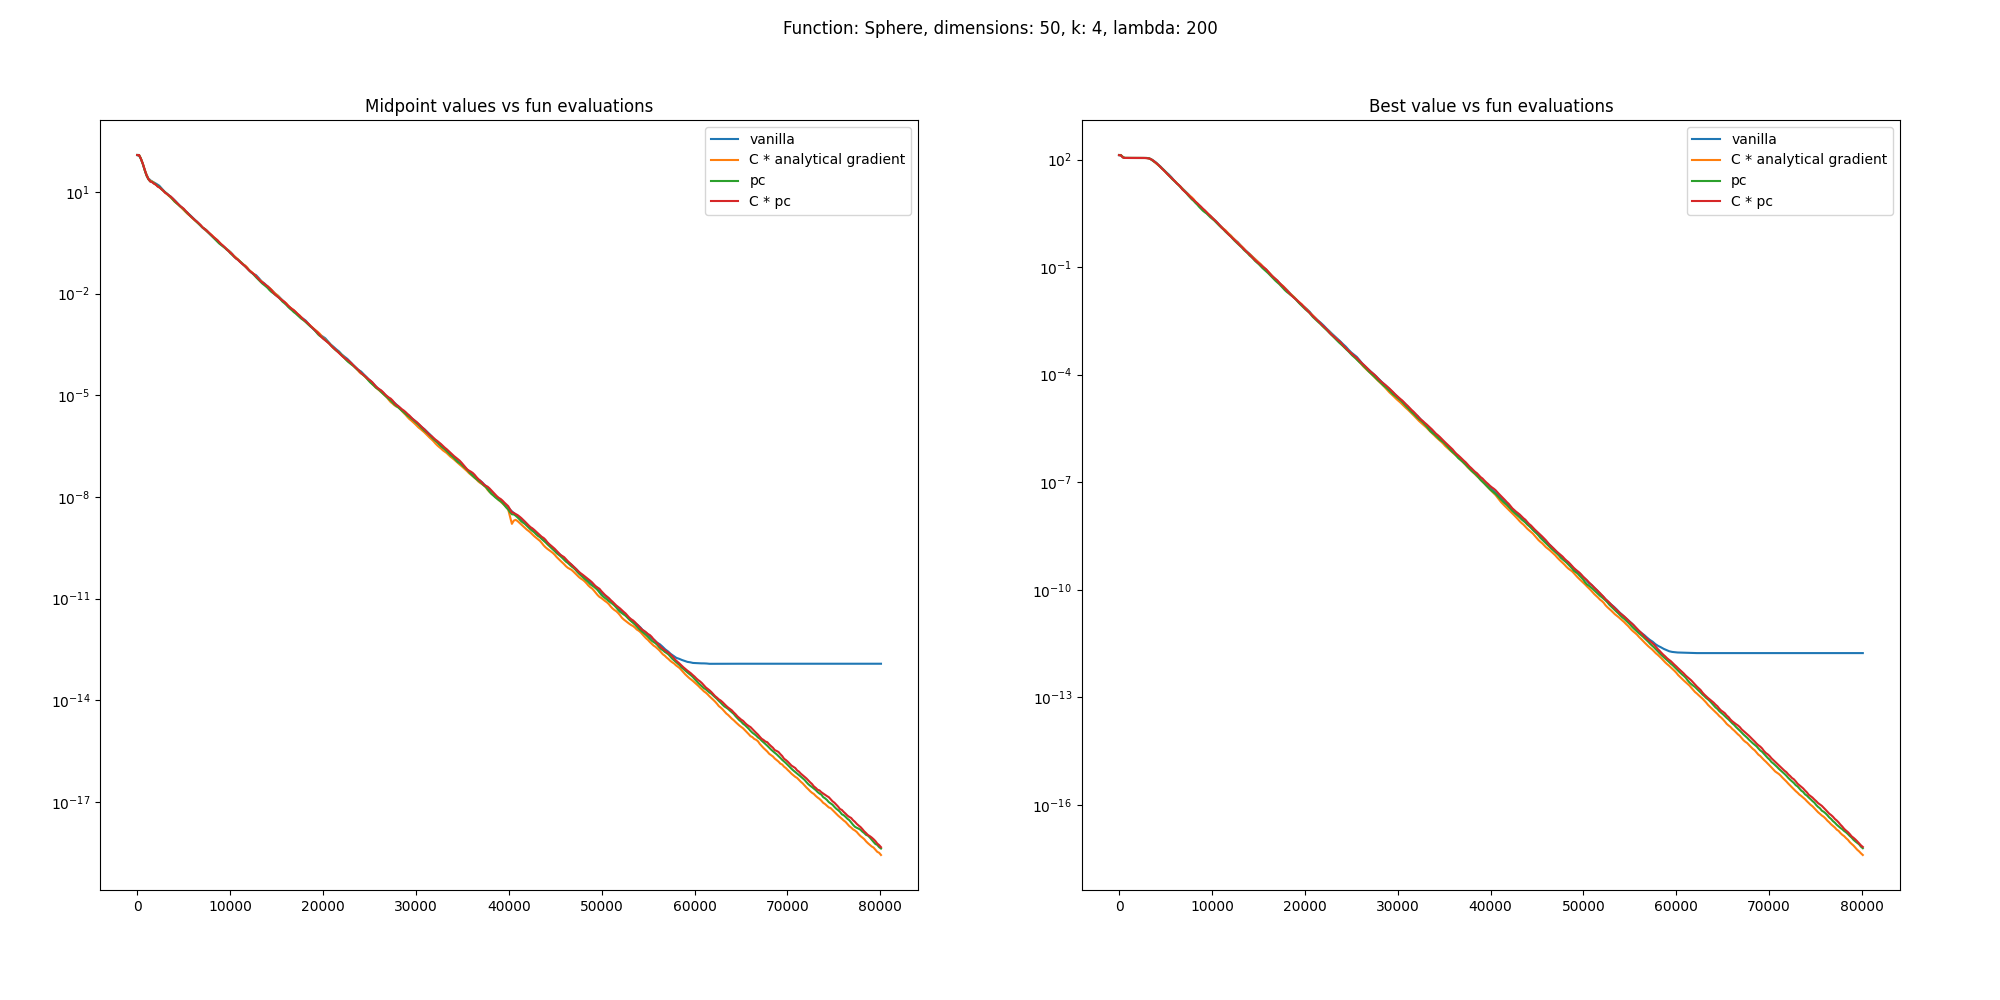 Function: Sphere, dimensions: 50, k: 4, lambda: 200
Midpoint values vs fun evaluations
vanilla
C * analytical gradient
pc
C * pc
10^1
10^-2
10^-5
10^-8
10^-11
10^-14
10^-17
0 10000 20000 30000 40000 50000 60000 70000 80000
Best value vs fun evaluations
vanilla
C * analytical gradient
pc
C * pc
10^2
10^-1
10^-4
10^-7
10^-10
10^-13
10^-16
0 10000 20000 30000 40000 50000 60000 70000 80000